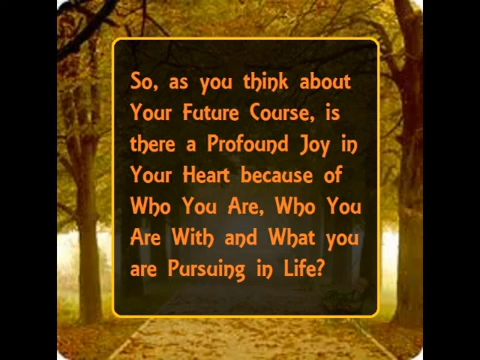 So, as you think about
Your Future Course, is
there a Profound Joy in
Your Heart because of
Who You Are, Who You
Are With and What you
are Pursuing in Life?